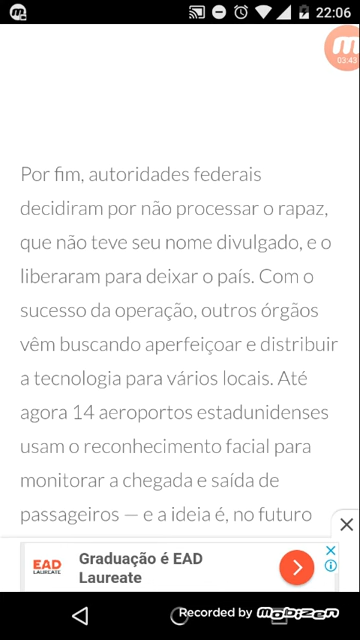 22:06
03:43
Por fim, autoridades federais
decidiram por não processar o rapaz,
que não teve seu nome divulgado, e o
liberaram para deixar o país. Com o
sucesso da operação, outros órgãos
vêm buscando aperfeiçoar e distribuir
a tecnologia para vários locais. Até
agora 14 aeroportos estadunidenses
usam o reconhecimento facial para
monitorar a chegada e saída de
passageiros — e a ideia é, no futuro
EAD
LAUREATE
Graduação é EAD
Laureate
Recorded by mobizen